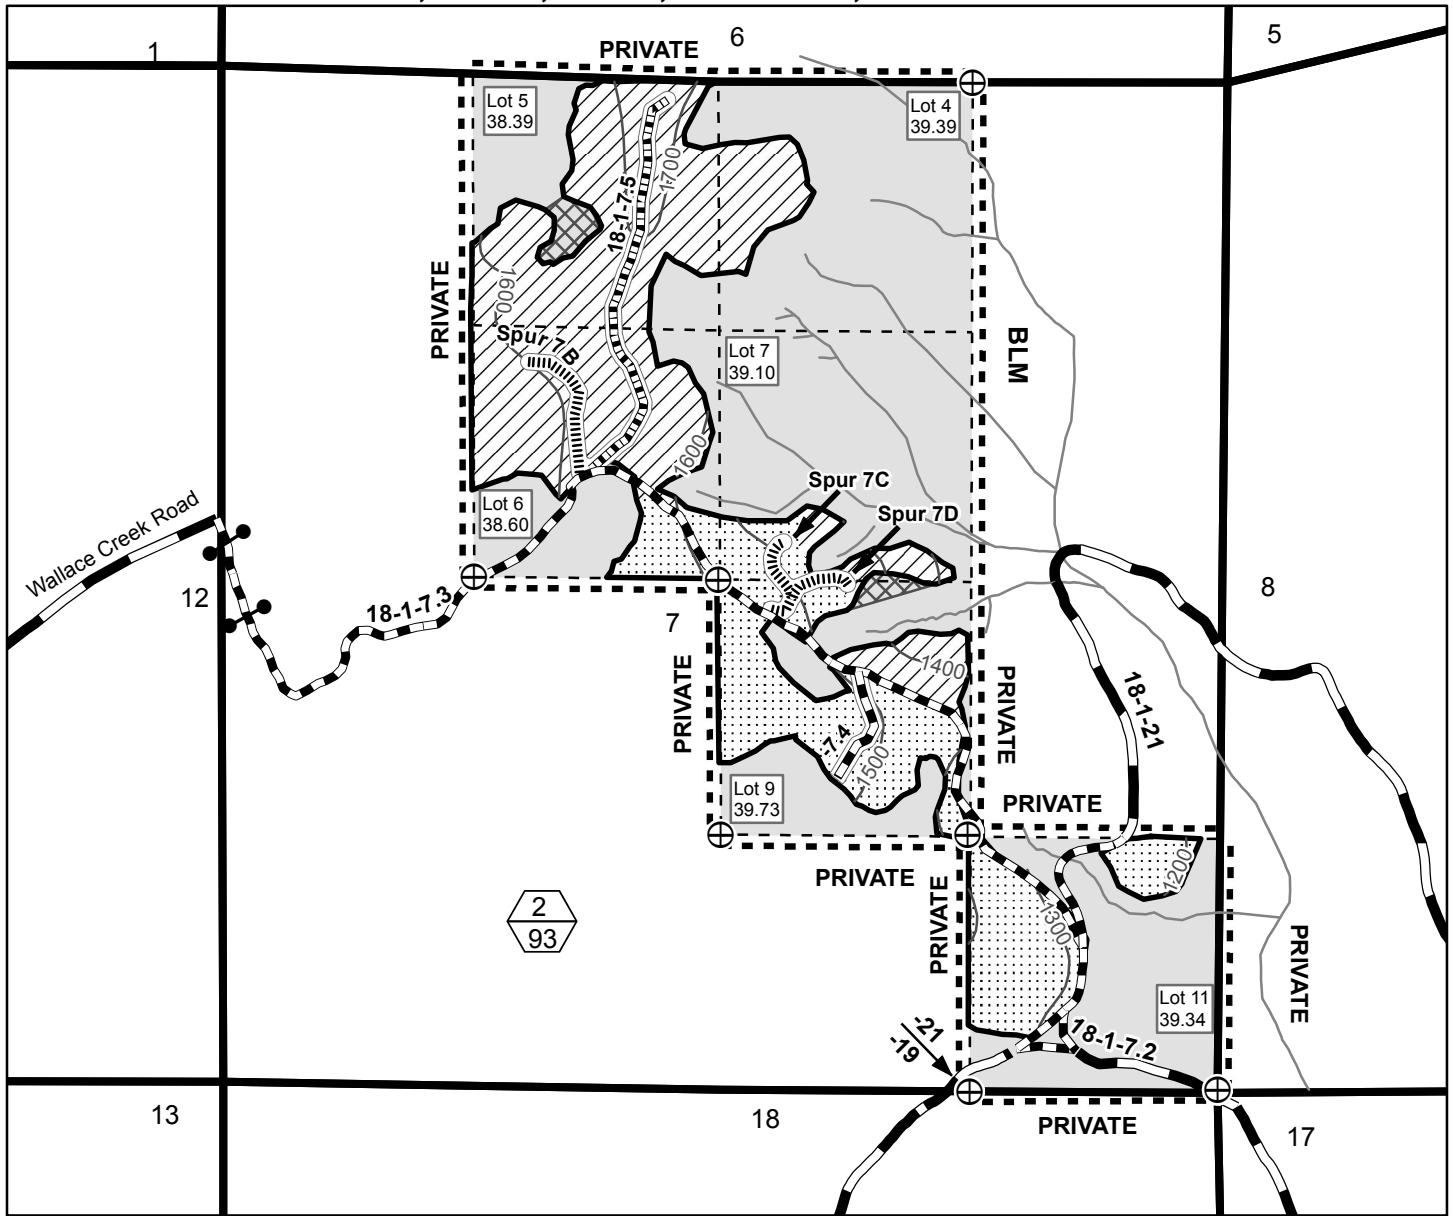 1
PRIVATE
6
5
Lot 5
38.39
Lot 4
39.39
1700
18-1-7.5
PRIVATE
1600
Spur 7B
BLM
Lot 7
39.10
1600
Spur 7C
Lot 6
38.60
Spur 7D
Wallace Creek Road
12
18-1-7.3
7
8
PRIVATE
1400
PRIVATE
18-1-21
-7.4
1500
Lot 9
39.73
PRIVATE
1200
PRIVATE
PRIVATE
2
93
1300
PRIVATE
Lot 11
39.34
-21
-19
18-1-7.2
13
18
PRIVATE
17